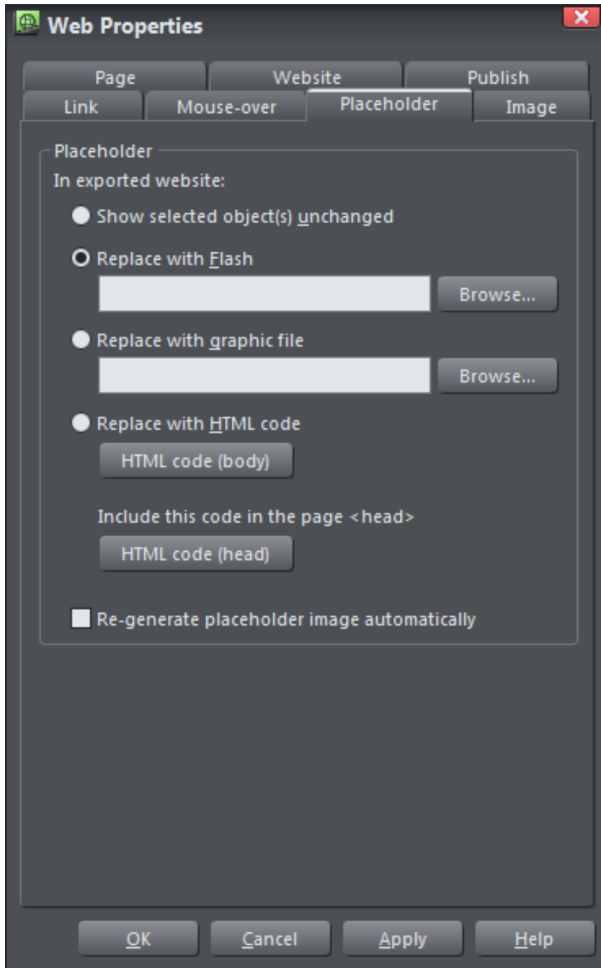 Web Properties
Page Website Publish
Link Mouse-over Placeholder Image
Placeholder
In exported website:
Show selected object(s) unchanged
Replace with Flash
Browse...
Replace with graphic file
Browse...
Replace with HTML code
HTML code (body)
Include this code in the page <head>
HTML code (head)
Re-generate placeholder image automatically
OK Cancel Apply Help